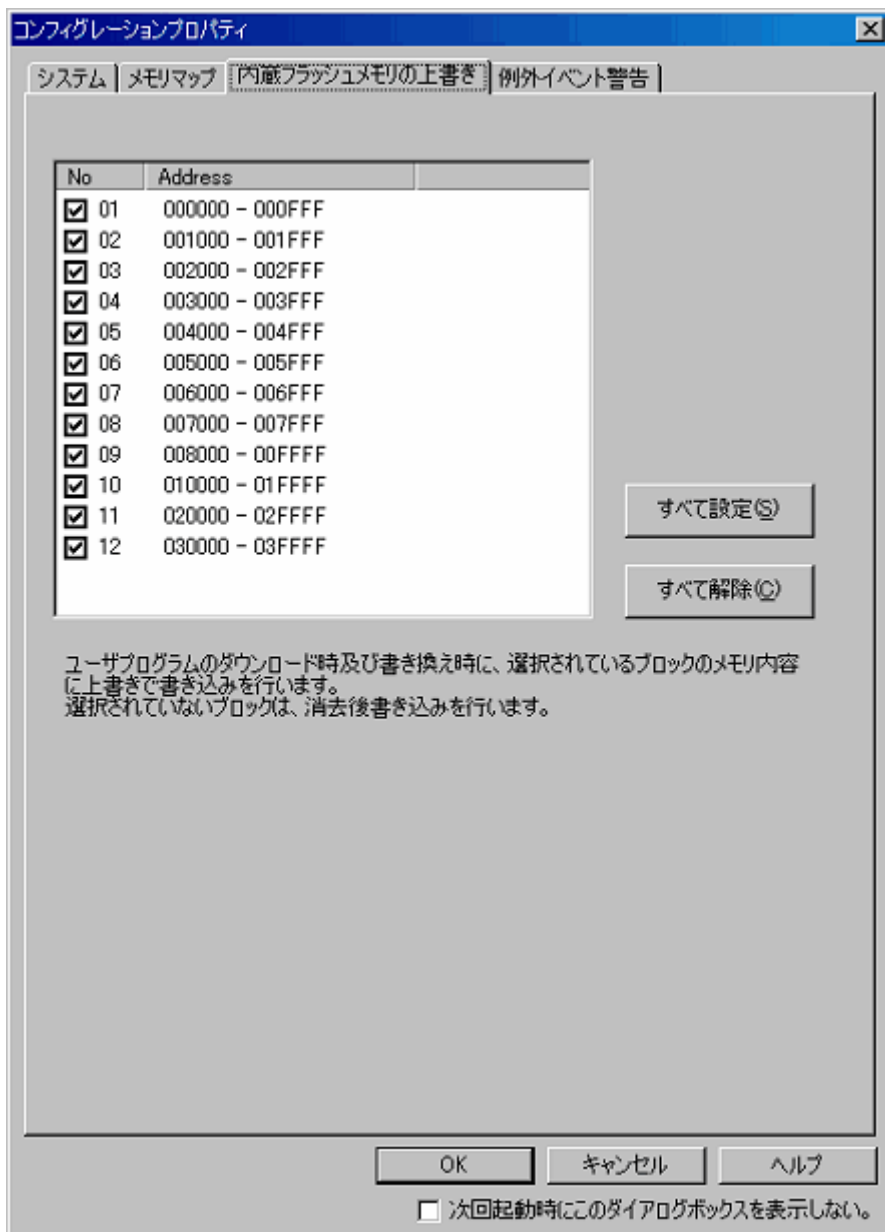 コンフィグレーションプロパティ
システム メモリマップ 内蔵フラッシュメモリの上書き 例外イベント警告
No Address
01 000000 - 000FFF
02 001000 - 001FFF
03 002000 - 002FFF
04 003000 - 003FFF
05 004000 - 004FFF
06 005000 - 005FFF
07 006000 - 006FFF
08 007000 - 007FFF
09 008000 - 00FFFF
10 010000 - 01FFFF
11 020000 - 02FFFF
12 030000 - 03FFFF
すべて設定(S)
すべて解除(C)
ユーザプログラムのダウンロード時及び書き換え時に、選択されているブロックのメモリ内容
に上書きで書き込みを行います。
選択されていないブロックは、消去後書き込みを行います。
OK キャンセル ヘルプ
次回起動時にこのダイアログボックスを表示しない。